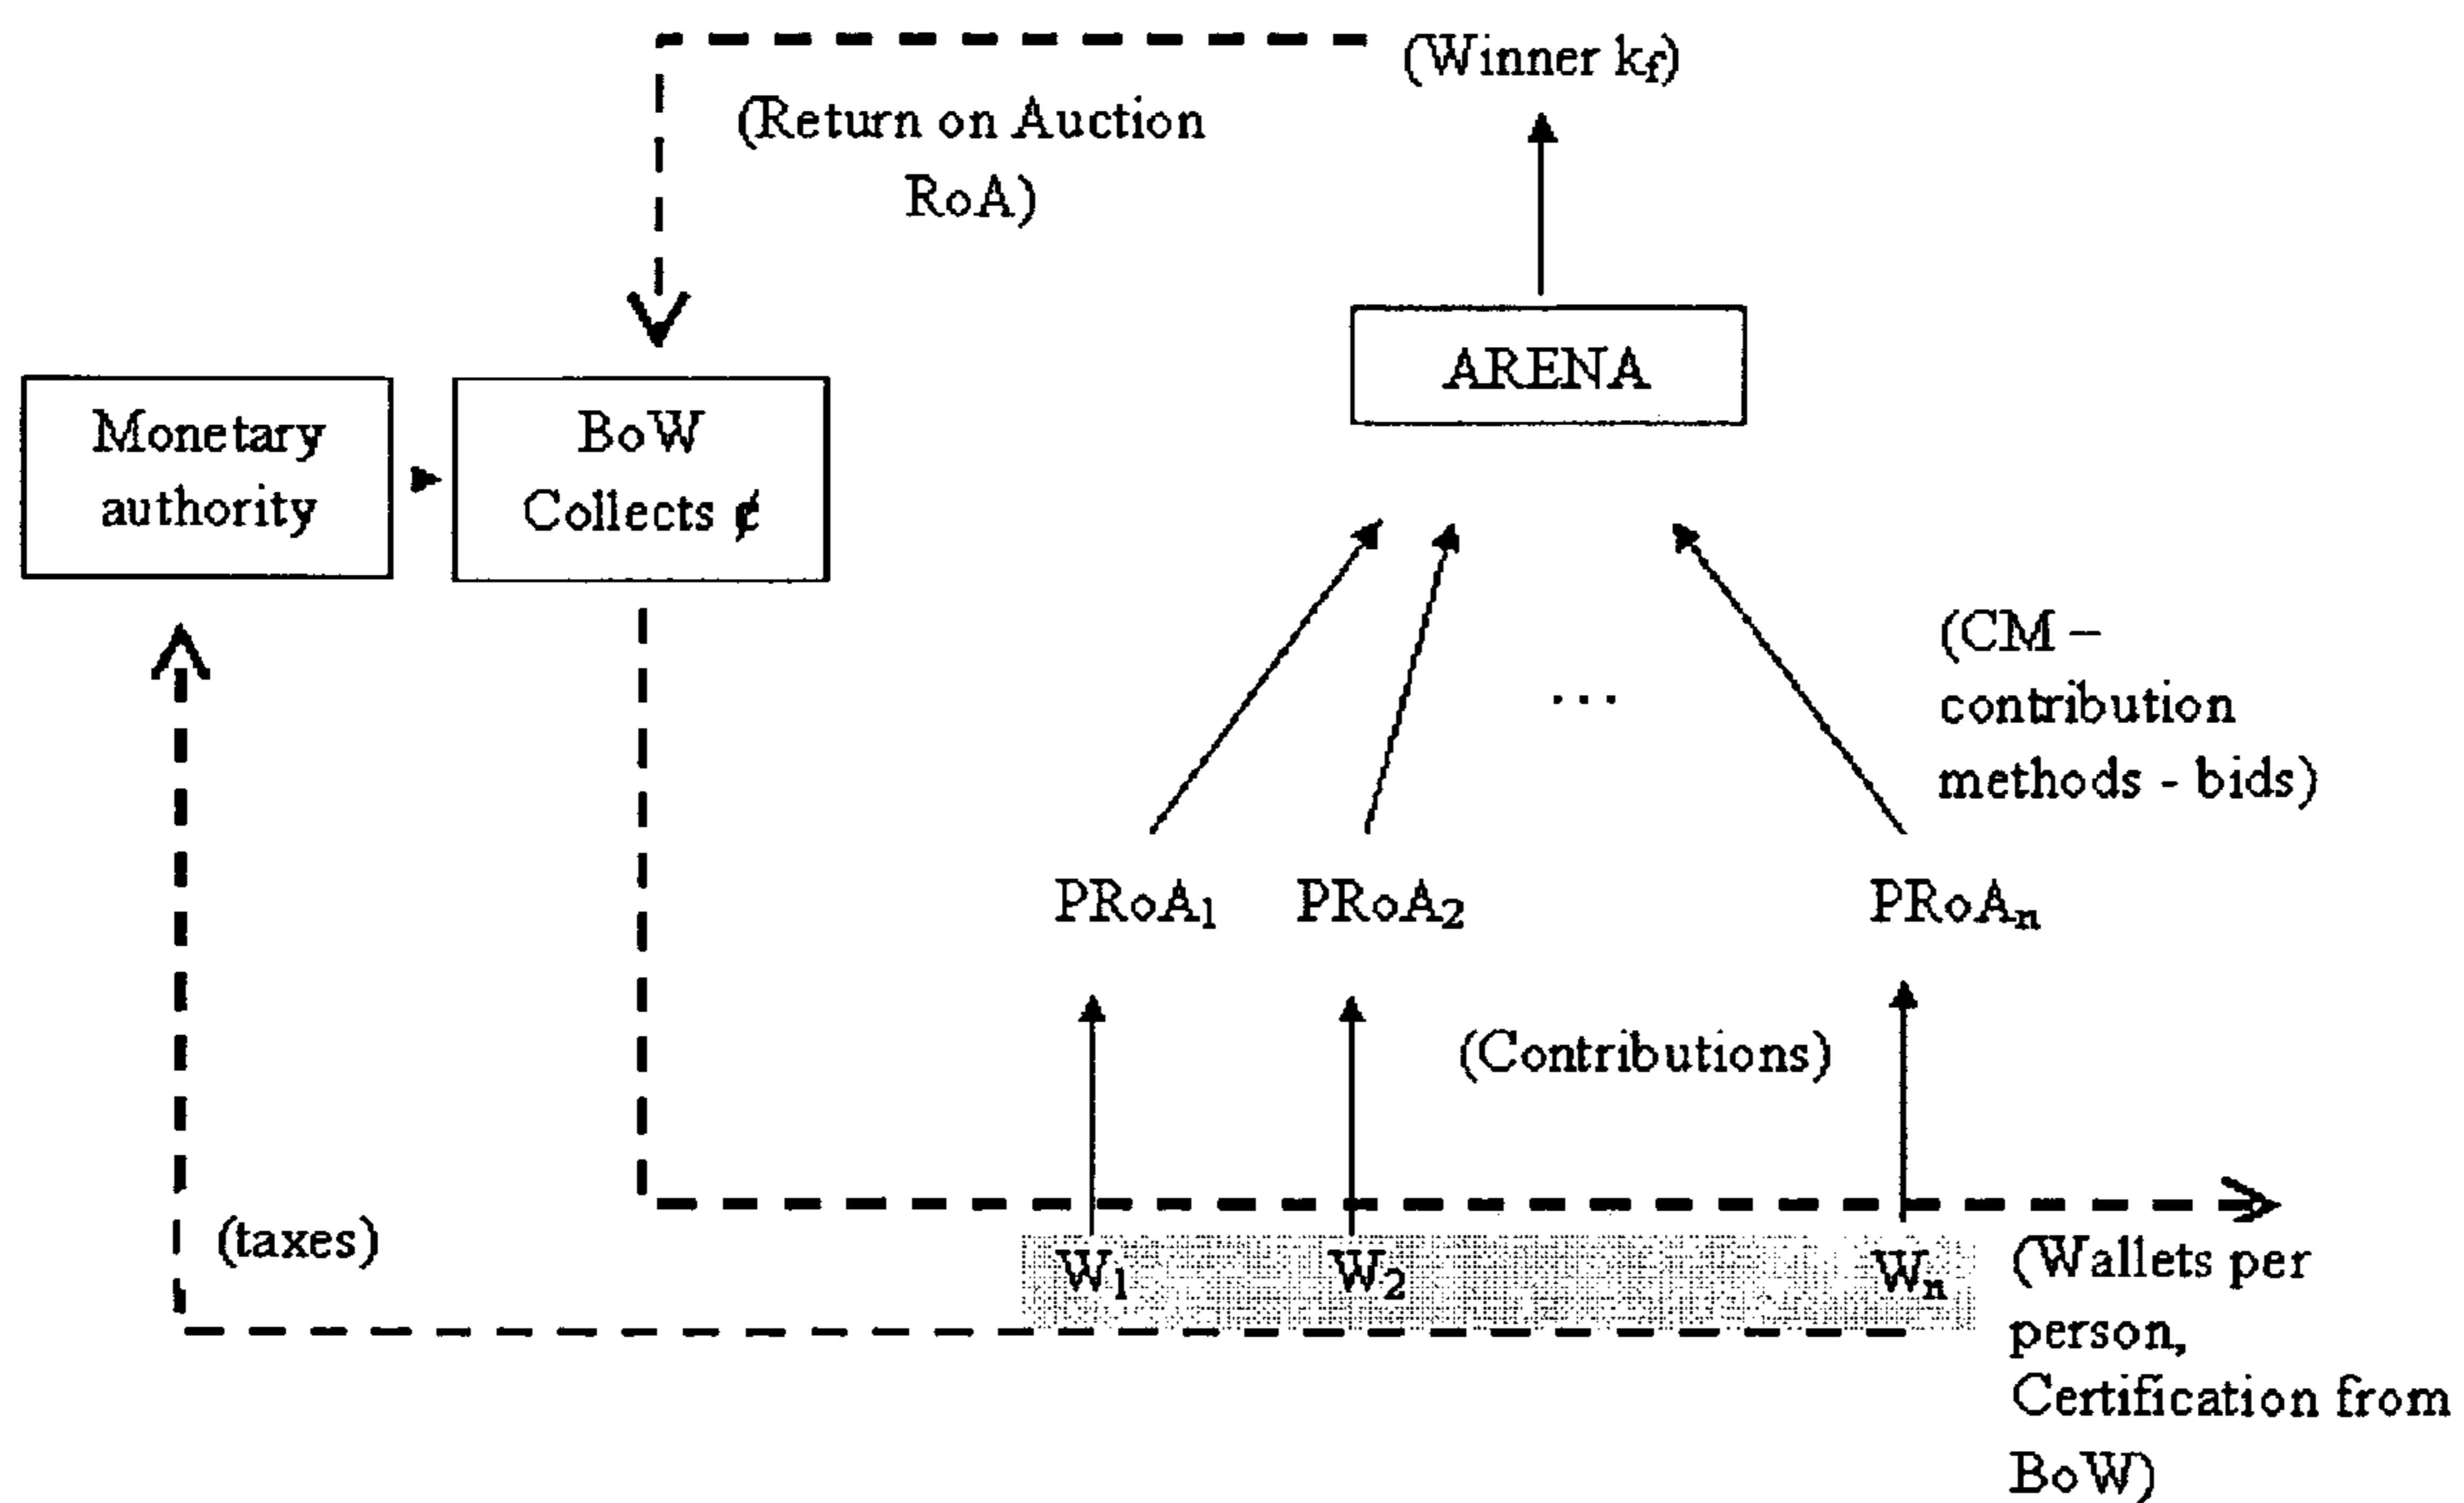 (Winner kf)
(Return on Auction
RoA)
ARENA
Monetary
authority
BoW
Collects ¢
(CM –
contribution
methods - bids)
...
PRoA1
PRoA2
PRoAn
(Contributions)
(taxes)
W1
W2
Wn
(Wallets per
person,
Certification from
BoW)